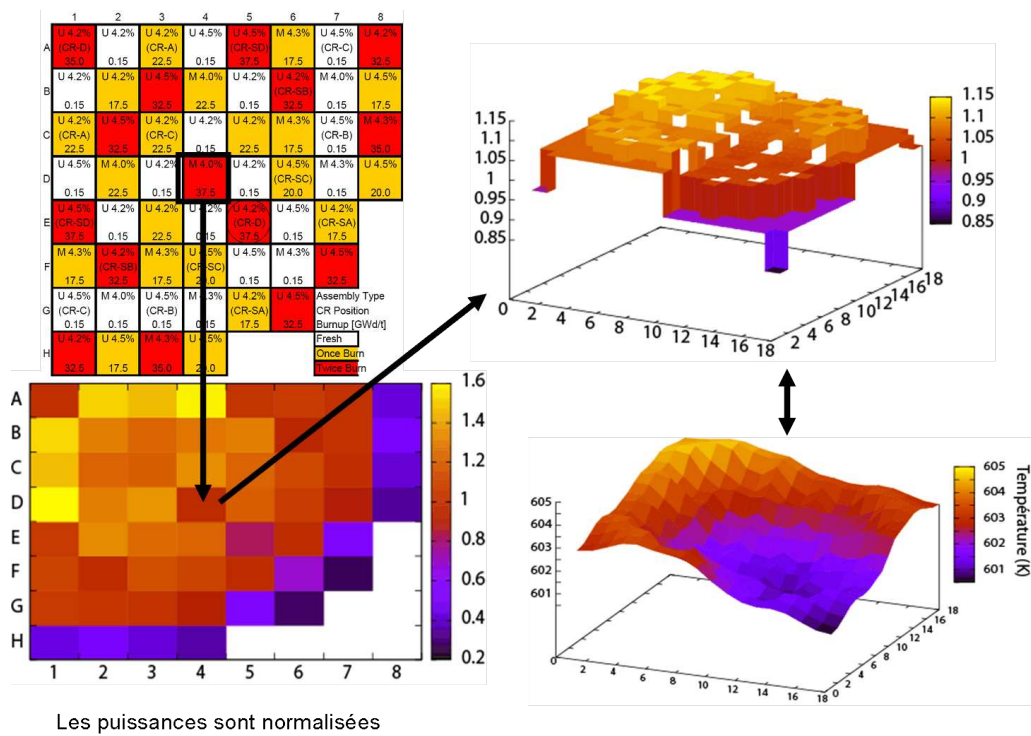 1 2 3 4 5 6 7 8
A
U 4.2% U 4.2% U 4.2% U 4.5% U 4.5% M 4.3% U 4.5% U 4.2%
(CR-D) (CR-A) (CR-SD) (CR-C)
35.0 0.15 22.5 0.15 37.5 17.5 0.15 32.5
B
U 4.2% U 4.2% U 4.5% M 4.0% U 4.2% U 4.2% M 4.0% U 4.5%
(CR-SB)
0.15 17.5 32.5 22.5 0.15 32.5 0.15 17.5
C
U 4.2% U 4.5% U 4.2% U 4.2% U 4.2% M 4.3% U 4.5% M 4.3%
(CR-A) (CR-C) (CR-B)
22.5 32.5 22.5 0.15 22.5 17.5 0.15 35.0
D
U 4.5% M 4.0% U 4.2% M 4.0% U 4.2% U 4.5% M 4.3% U 4.5%
(CR-SC)
0.15 22.5 0.15 37.5 0.15 20.0 0.15 20.0
E
U 4.5% U 4.2% U 4.2% U 4.2% U 4.2% U 4.5% U 4.2%
(CR-SD) (CR-D) (CR-SA)
37.5 0.15 22.5 0.15 37.5 0.15 17.5
F
M 4.3% U 4.2% M 4.3% U 4.5% U 4.5% M 4.3% U 4.5%
(CR-SB) (CR-SC)
17.5 32.5 17.5 20.0 0.15 0.15 32.5
G
U 4.5% M 4.0% U 4.5% M 4.3% U 4.2% U 4.5% Assembly Type
(CR-C) (CR-B) (CR-SA) CR Position
0.15 0.15 0.15 0.15 17.5 32.5 Burnup [GWd/t]
H
U 4.2% U 4.5% M 4.3% U 4.5% Fresh
Once Burn
32.5 17.5 35.0 20.0 Twice Burn
1.15
1.1
1.05
1
0.95
0.9
0.85
0 2 4 6 8 10 12 14 16 18
2 4 6 8 10 12 14 16 18
1.15
1.1
1.05
1
0.95
0.9
0.85
A
B
C
D
E
F
G
H
1 2 3 4 5 6 7 8
1.6
1.4
1.2
1
0.8
0.6
0.4
0.2
605
604
603
602
601
0 2 4 6 8 10 12 14 16 18
0 2 4 6 8 10 12 14 16 18
605
604
603
602
601
Température (K)
Les puissances sont normalisées